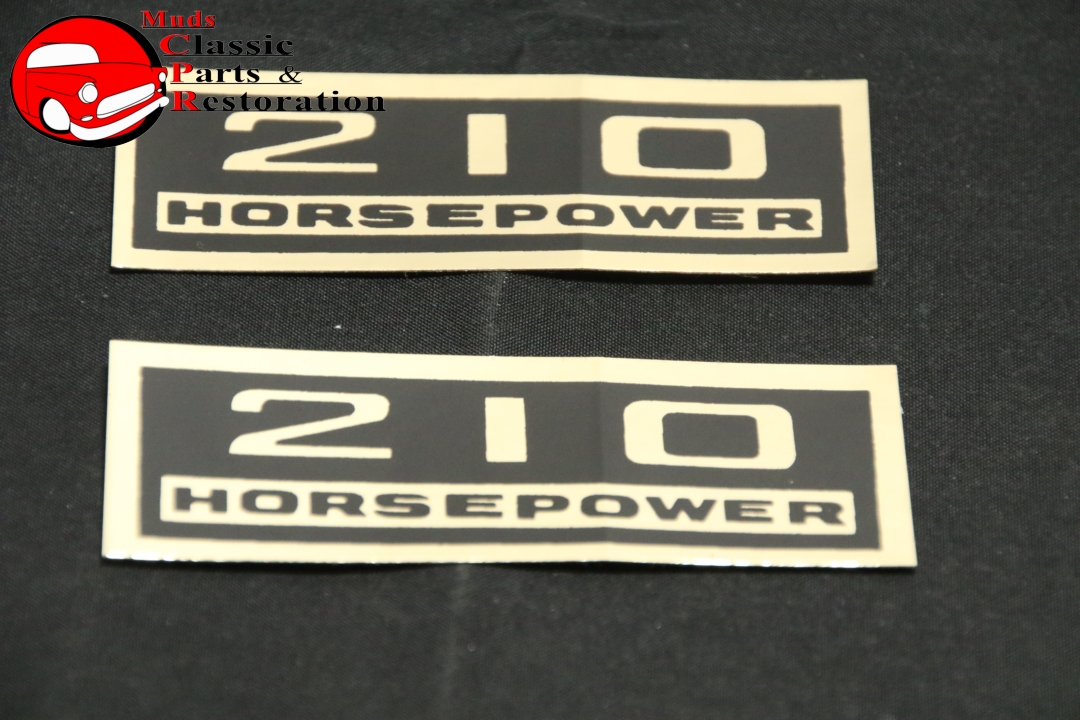 Muds
Classic
Parts &
Restoration
210
HORSEPOWER
210
HORSEPOWER